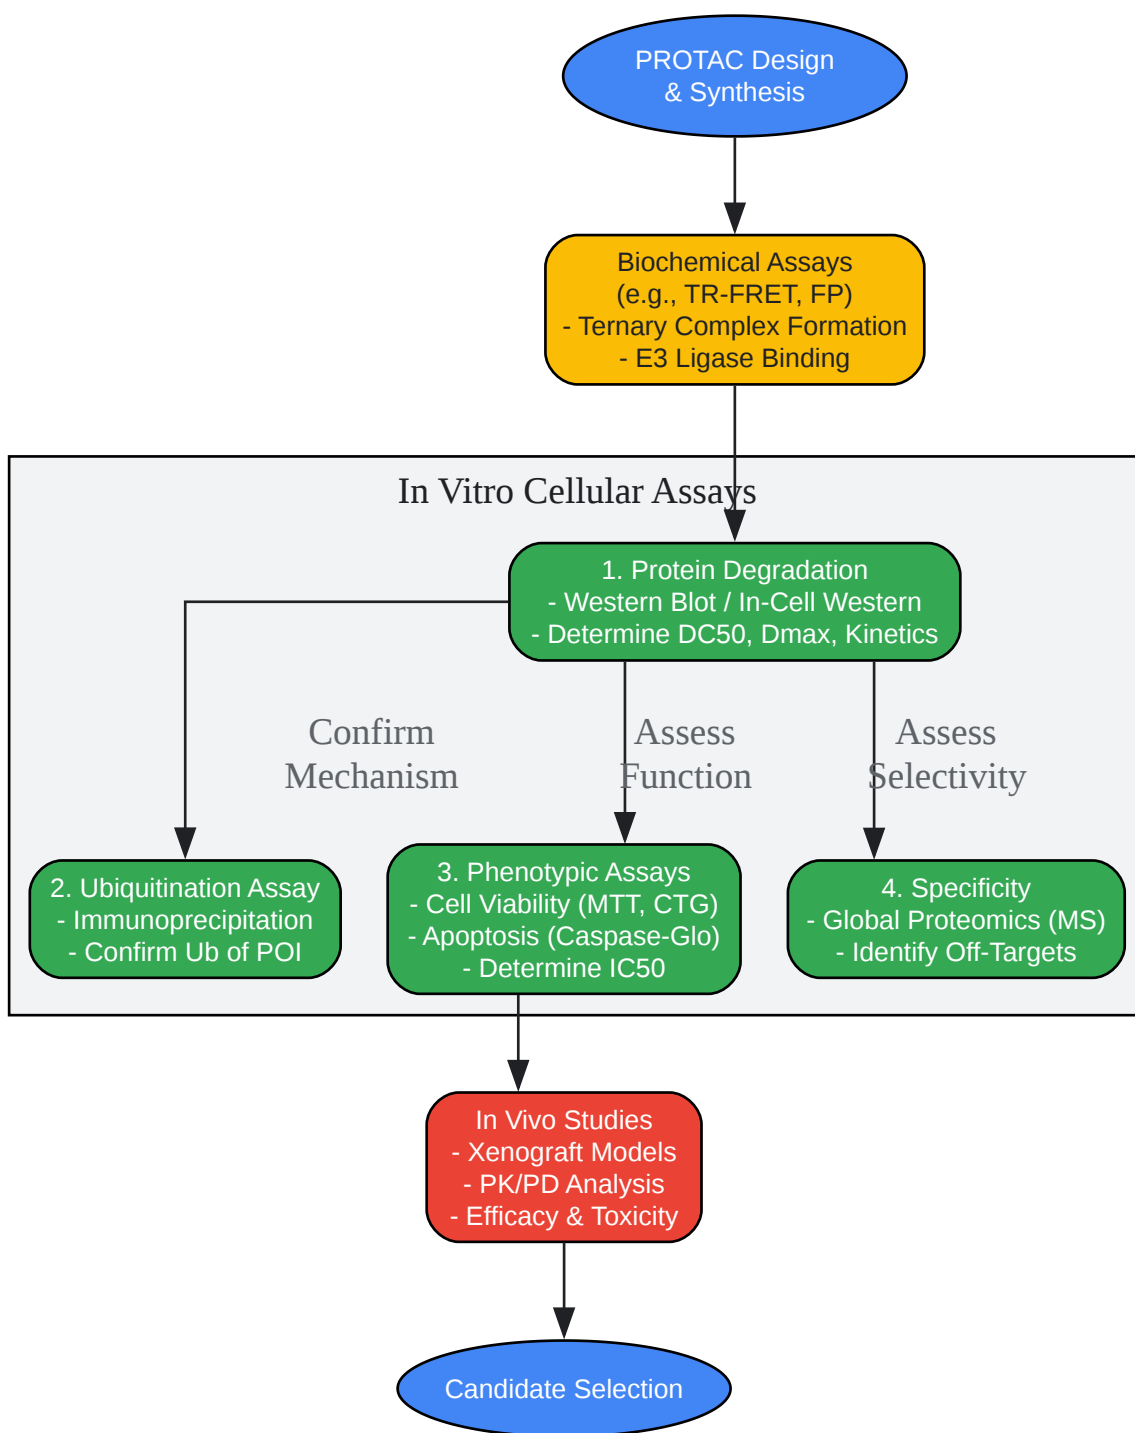 PROTAC Design
& Synthesis
Biochemical Assays
(e.g., TR-FRET, FP)
- Ternary Complex Formation
- E3 Ligase Binding
In Vitro Cellular Assays
1. Protein Degradation
- Western Blot / In-Cell Western
- Determine DC50, Dmax, Kinetics
Confirm
Mechanism
Assess
Function
Assess
Selectivity
2. Ubiquitination Assay
- Immunoprecipitation
- Confirm Ub of POI
3. Phenotypic Assays
- Cell Viability (MTT, CTG)
- Apoptosis (Caspase-Glo)
- Determine IC50
4. Specificity
- Global Proteomics (MS)
- Identify Off-Targets
In Vivo Studies
- Xenograft Models
- PK/PD Analysis
- Efficacy & Toxicity
Candidate Selection